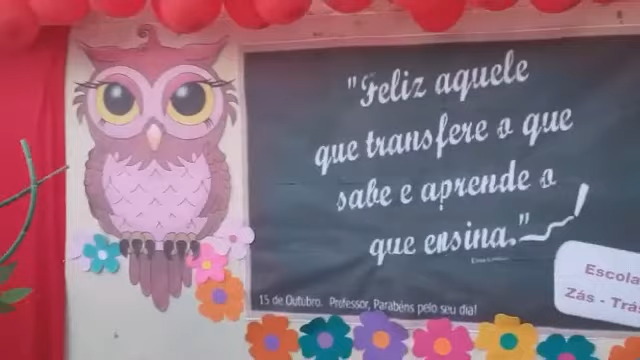 "Feliz aquele
que transfere o que
sabe e aprende o
que ensina."
15 de Outubro. Professor, Parabéns pelo seu dia!
Escola
Zás - Trás